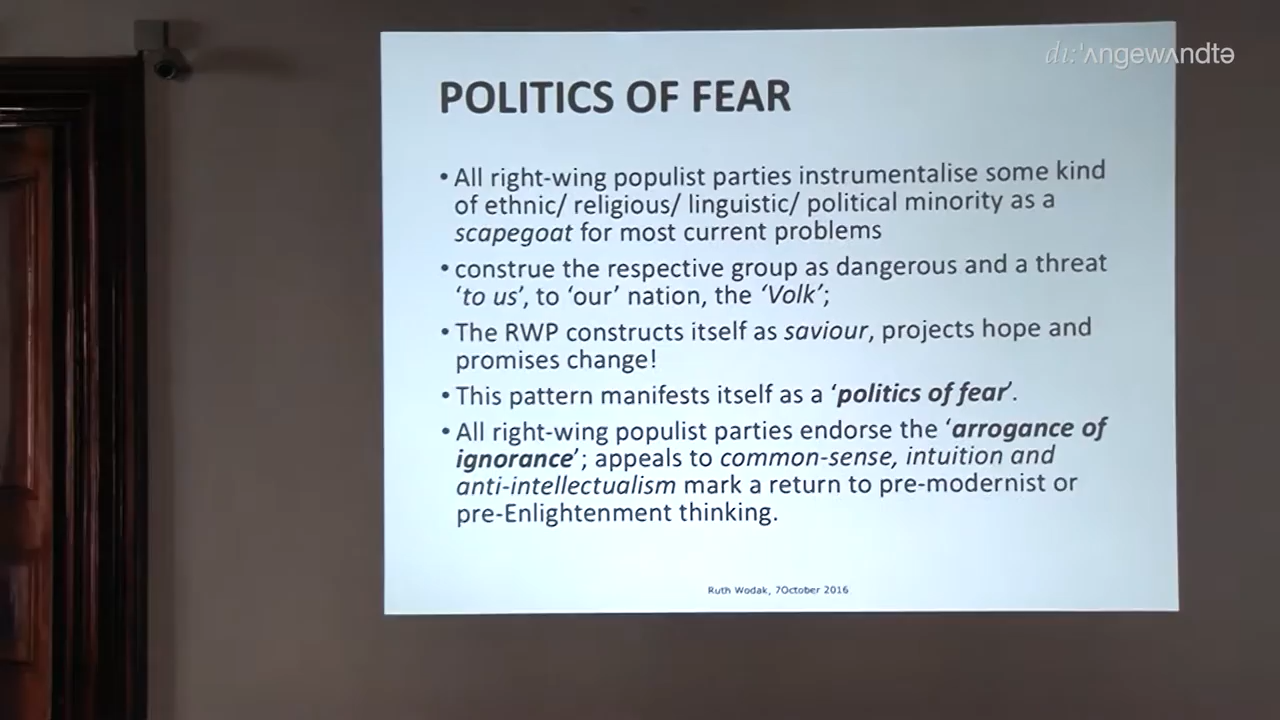 di:'ʌngewʌndtə
POLITICS OF FEAR
• All right-wing populist parties instrumentalise some kind
of ethnic/ religious/ linguistic/ political minority as a
scapegoat for most current problems
• construe the respective group as dangerous and a threat
‘to us’, to ‘our’ nation, the ‘Volk’;
• The RWP constructs itself as saviour, projects hope and
promises change!
• This pattern manifests itself as a ‘politics of fear’.
• All right-wing populist parties endorse the ‘arrogance of
ignorance’; appeals to common-sense, intuition and
anti-intellectualism mark a return to pre-modernist or
pre-Enlightenment thinking.
Ruth Wodak, 7October 2016